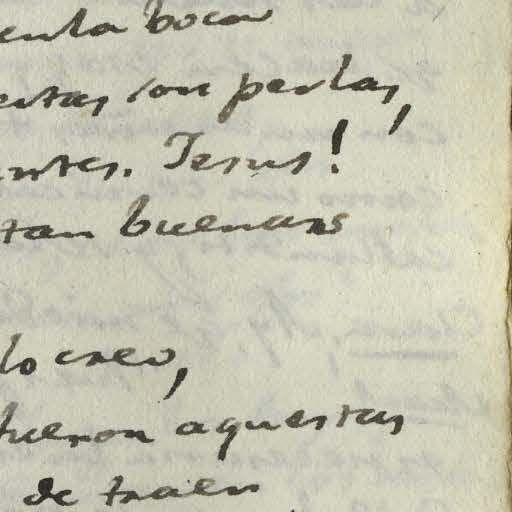 en la boca
estas son perlas,
entes. Jesus!
tan buenas
lo creo,
fueron aquestas
de traer